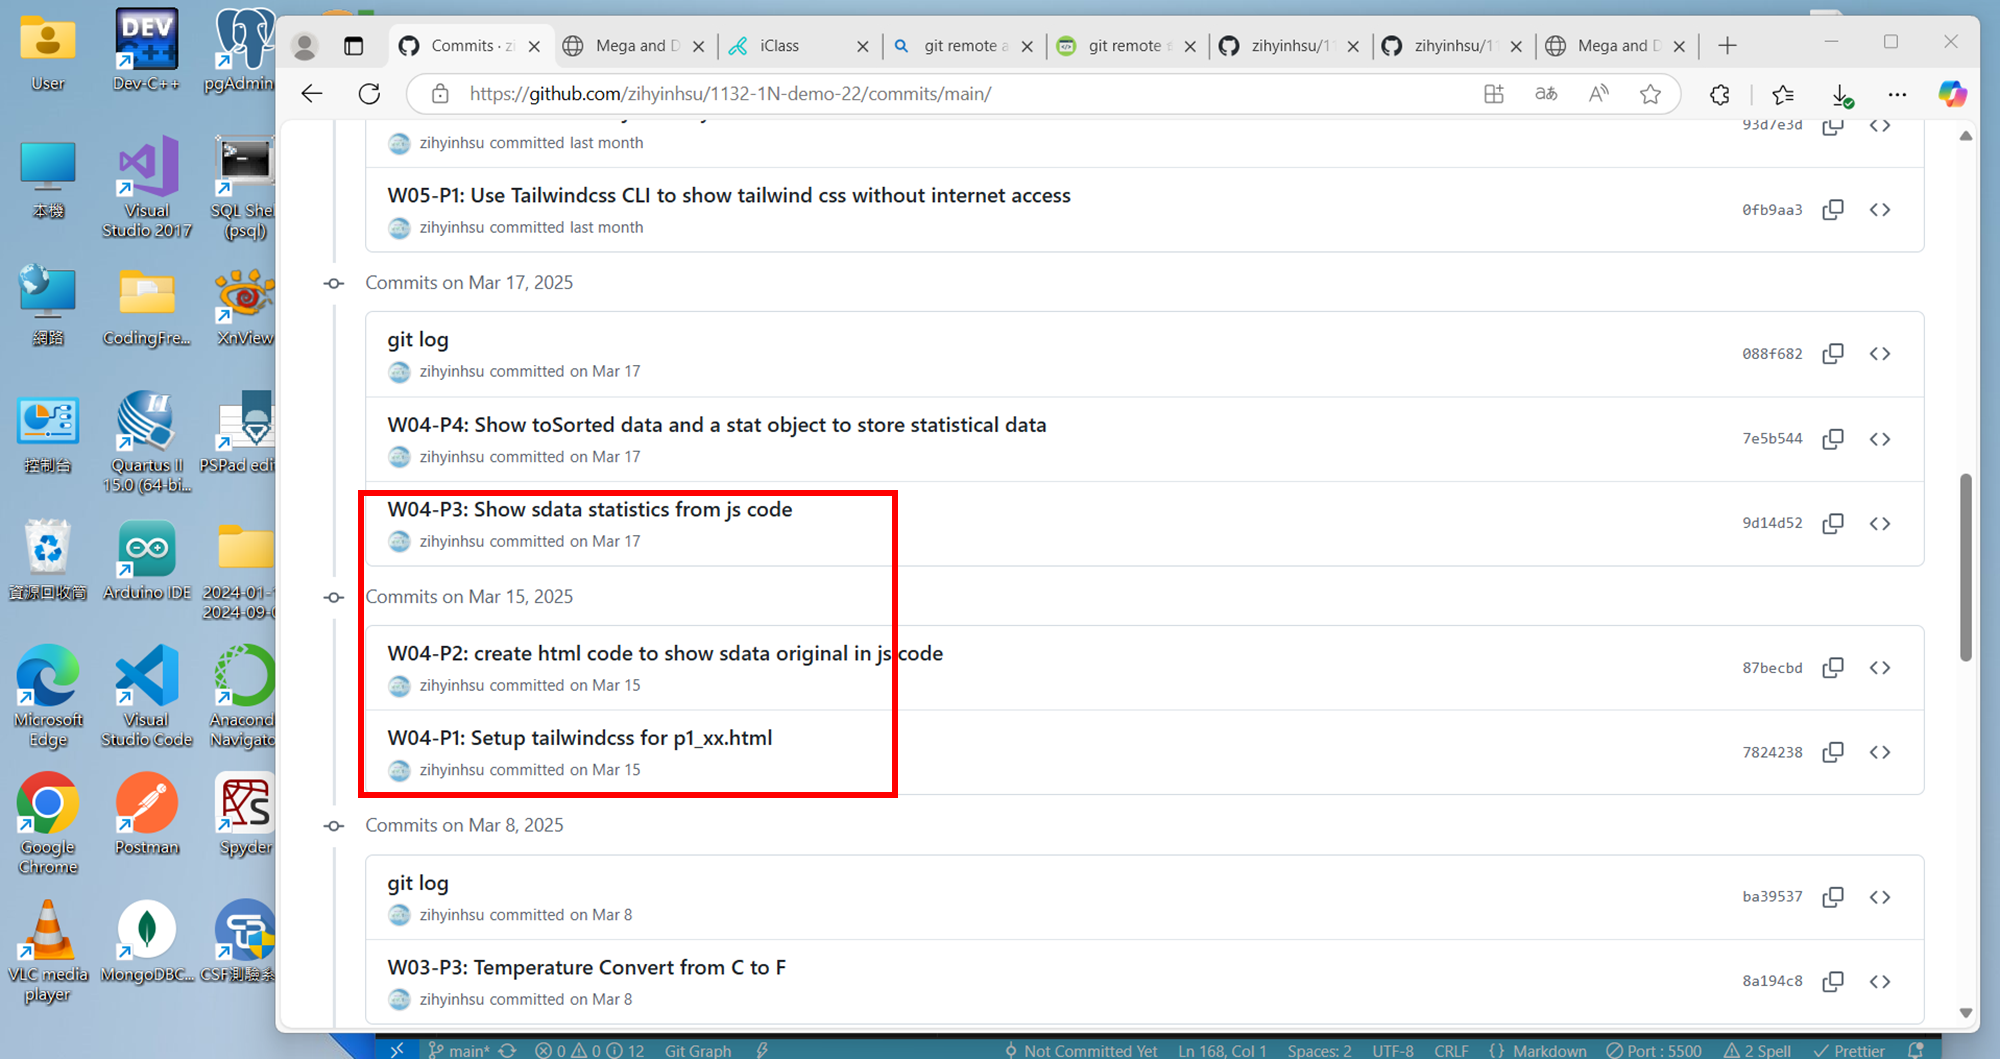 User
Dev-C++
pgAdmin
本機
Visual Studio 2017
SQL She
(psql)
網路
CodingFre...
XnView
控制台
Quartus II
15.0 (64-bi...
PSPad edi
資源回收筒
Arduino IDE
2024-01-
2024-09-
Microsoft
Edge
Visual
Studio Code
Anacond
Navigato
Google
Chrome
Postman
Spyder
VLC media
player
MongoDBC...
CSF測驗系
Commits · zi
Mega and D
iClass
git remote a
git remote
zihyinhsu/11
zihyinhsu/11
Mega and D
https://github.com/zihyinhsu/1132-1N-demo-22/commits/main/
93d7e3d
zihyinhsu committed last month
W05-P1: Use Tailwindcss CLI to show tailwind css without internet access
0fb9aa3
zihyinhsu committed last month
Commits on Mar 17, 2025
git log
088f682
zihyinhsu committed on Mar 17
W04-P4: Show toSorted data and a stat object to store statistical data
7e5b544
zihyinhsu committed on Mar 17
W04-P3: Show sdata statistics from js code
9d14d52
zihyinhsu committed on Mar 17
Commits on Mar 15, 2025
W04-P2: create html code to show sdata original in js code
87becbd
zihyinhsu committed on Mar 15
W04-P1: Setup tailwindcss for p1_xx.html
7824238
zihyinhsu committed on Mar 15
Commits on Mar 8, 2025
git log
ba39537
zihyinhsu committed on Mar 8
W03-P3: Temperature Convert from C to F
8a194c8
zihyinhsu committed on Mar 8
main* 0 0 12 Git Graph Not Committed Yet Ln 168, Col 1 Spaces: 2 UTF-8 CRLF {} Markdown Port : 5500 2 Spell Prettier